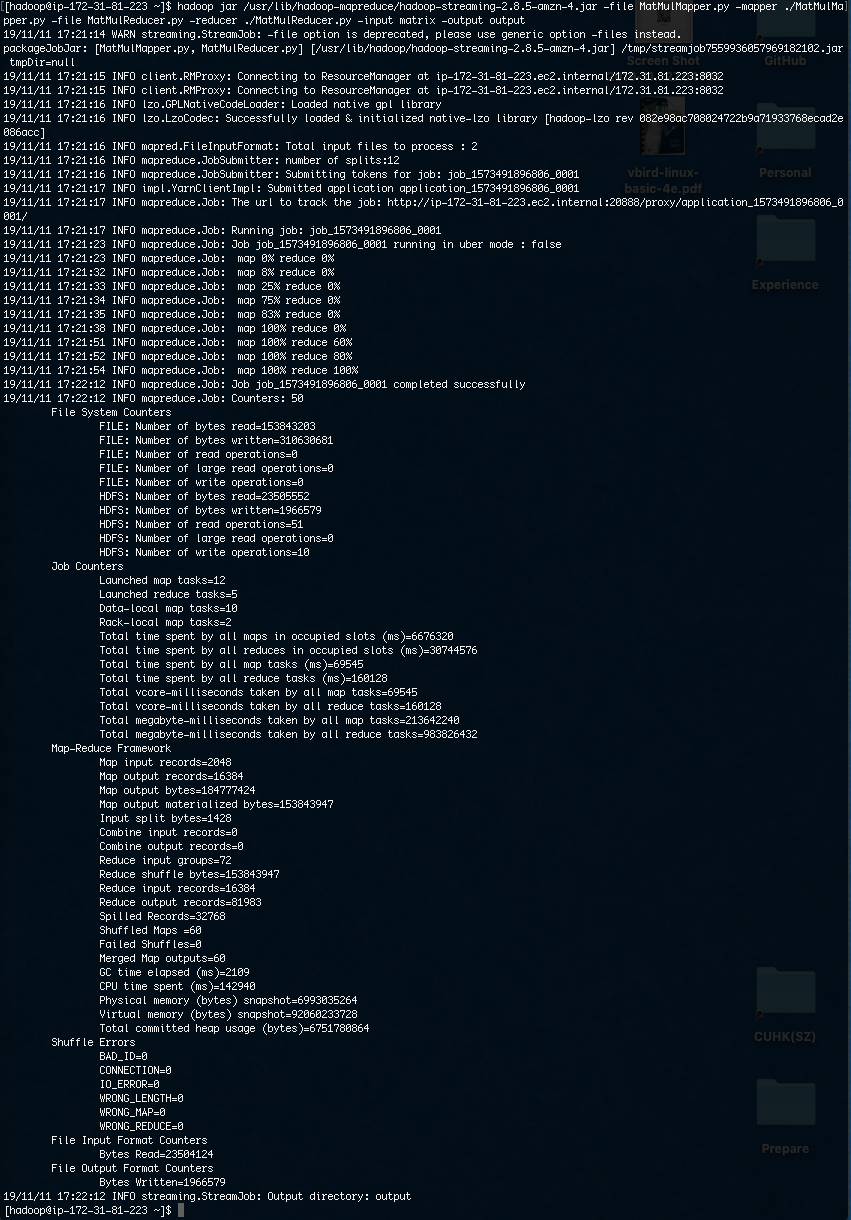 [hadoop@ip-172-31-81-223 ~]$ hadoop jar /usr/lib/hadoop-mapreduce/hadoop-streaming-2.8.5-amzn-4.jar -file MatMulMapper.py -mapper ./MatMulMa]
pper.py -file MatMulReducer.py -reducer ./MatMulReducer.py -input matrix -output output
19/11/11 17:21:14 WARN streaming.StreamJob: -file option is deprecated, please use generic option -files instead.
packageJobJar: [MatMulMapper.py, MatMulReducer.py] [/usr/lib/hadoop/hadoop-streaming-2.8.5-amzn-4.jar] /tmp/streamjob7559936057969182102.jar
 tmpDir=null
19/11/11 17:21:15 INFO client.RMProxy: Connecting to ResourceManager at ip-172-31-81-223.ec2.internal/172.31.81.223:8032
19/11/11 17:21:15 INFO client.RMProxy: Connecting to ResourceManager at ip-172-31-81-223.ec2.internal/172.31.81.223:8032
19/11/11 17:21:16 INFO lzo.GPLNativeCodeLoader: Loaded native gpl library
19/11/11 17:21:16 INFO lzo.LzoCodec: Successfully loaded & initialized native-lzo library [hadoop-lzo rev 082e98ac708024722b9a71933768ecad2e
086acc]
19/11/11 17:21:16 INFO mapred.FileInputFormat: Total input files to process : 2
19/11/11 17:21:16 INFO mapreduce.JobSubmitter: number of splits:12
19/11/11 17:21:16 INFO mapreduce.JobSubmitter: Submitting tokens for job: job_1573491896806_0001
19/11/11 17:21:17 INFO impl.YarnClientImpl: Submitted application application_1573491896806_0001
19/11/11 17:21:17 INFO mapreduce.Job: The url to track the job: http://ip-172-31-81-223.ec2.internal:20888/proxy/application_1573491896806_0
001/
19/11/11 17:21:17 INFO mapreduce.Job: Running job: job_1573491896806_0001
19/11/11 17:21:23 INFO mapreduce.Job: Job job_1573491896806_0001 running in uber mode : false
19/11/11 17:21:23 INFO mapreduce.Job:  map 0% reduce 0%
19/11/11 17:21:32 INFO mapreduce.Job:  map 8% reduce 0%
19/11/11 17:21:33 INFO mapreduce.Job:  map 25% reduce 0%
19/11/11 17:21:34 INFO mapreduce.Job:  map 75% reduce 0%
19/11/11 17:21:35 INFO mapreduce.Job:  map 83% reduce 0%
19/11/11 17:21:38 INFO mapreduce.Job:  map 100% reduce 0%
19/11/11 17:21:51 INFO mapreduce.Job:  map 100% reduce 60%
19/11/11 17:21:52 INFO mapreduce.Job:  map 100% reduce 80%
19/11/11 17:21:54 INFO mapreduce.Job:  map 100% reduce 100%
19/11/11 17:22:12 INFO mapreduce.Job: Job job_1573491896806_0001 completed successfully
19/11/11 17:22:12 INFO mapreduce.Job: Counters: 50
File System Counters
FILE: Number of bytes read=153843203
FILE: Number of bytes written=310630681
FILE: Number of read operations=0
FILE: Number of large read operations=0
FILE: Number of write operations=0
HDFS: Number of bytes read=23505552
HDFS: Number of bytes written=1966579
HDFS: Number of read operations=51
HDFS: Number of large read operations=0
HDFS: Number of write operations=10
Job Counters
Launched map tasks=12
Launched reduce tasks=5
Data-local map tasks=10
Rack-local map tasks=2
Total time spent by all maps in occupied slots (ms)=6676320
Total time spent by all reduces in occupied slots (ms)=30744576
Total time spent by all map tasks (ms)=69545
Total time spent by all reduce tasks (ms)=160128
Total vcore-milliseconds taken by all map tasks=69545
Total vcore-milliseconds taken by all reduce tasks=160128
Total megabyte-milliseconds taken by all map tasks=213642240
Total megabyte-milliseconds taken by all reduce tasks=983826432
Map-Reduce Framework
Map input records=2048
Map output records=16384
Map output bytes=184777424
Map output materialized bytes=153843947
Input split bytes=1428
Combine input records=0
Combine output records=0
Reduce input groups=72
Reduce shuffle bytes=153843947
Reduce input records=16384
Reduce output records=81983
Spilled Records=32768
Shuffled Maps =60
Failed Shuffles=0
Merged Map outputs=60
GC time elapsed (ms)=2109
CPU time spent (ms)=142940
Physical memory (bytes) snapshot=6993035264
Virtual memory (bytes) snapshot=92060233728
Total committed heap usage (bytes)=6751780864
Shuffle Errors
BAD_ID=0
CONNECTION=0
IO_ERROR=0
WRONG_LENGTH=0
WRONG_MAP=0
WRONG_REDUCE=0
File Input Format Counters
Bytes Read=23504124
File Output Format Counters
Bytes Written=1966579
19/11/11 17:22:12 INFO streaming.StreamJob: Output directory: output
[hadoop@ip-172-31-81-223 ~]$
Screen Shot
GitHub
vbird-linux-
basic-4e.pdf
Personal
Experience
CUHK(SZ)
Prepare